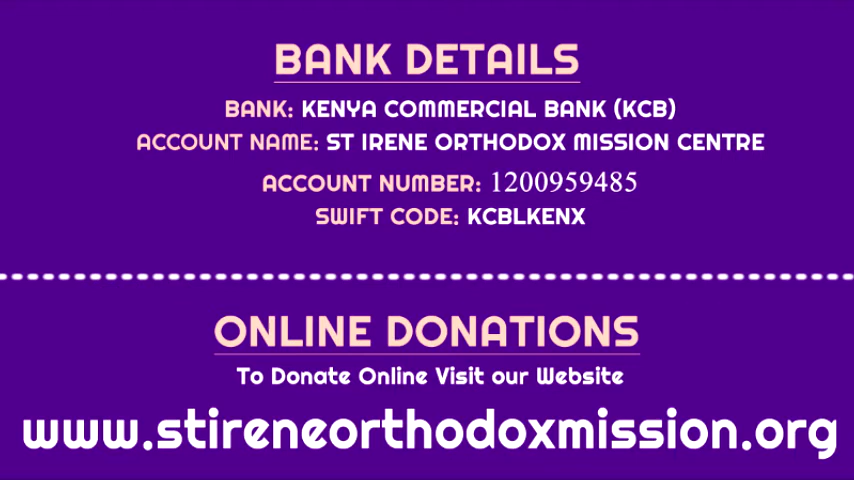 BANK DETAILS
BANK: KENYA COMMERCIAL BANK (KCB)
ACCOUNT NAME: ST IRENE ORTHODOX MISSION CENTRE
ACCOUNT NUMBER: 1200959485
SWIFT CODE: KCBLKENX
ONLINE DONATIONS
To Donate Online Visit our Website
www.stireneorthodoxmission.org